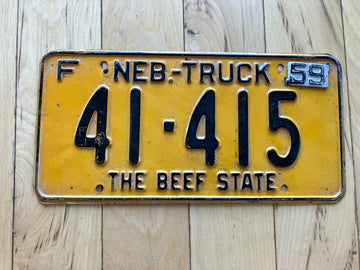 F NEB.-TRUCK 59
41·415
THE BEEF STATE